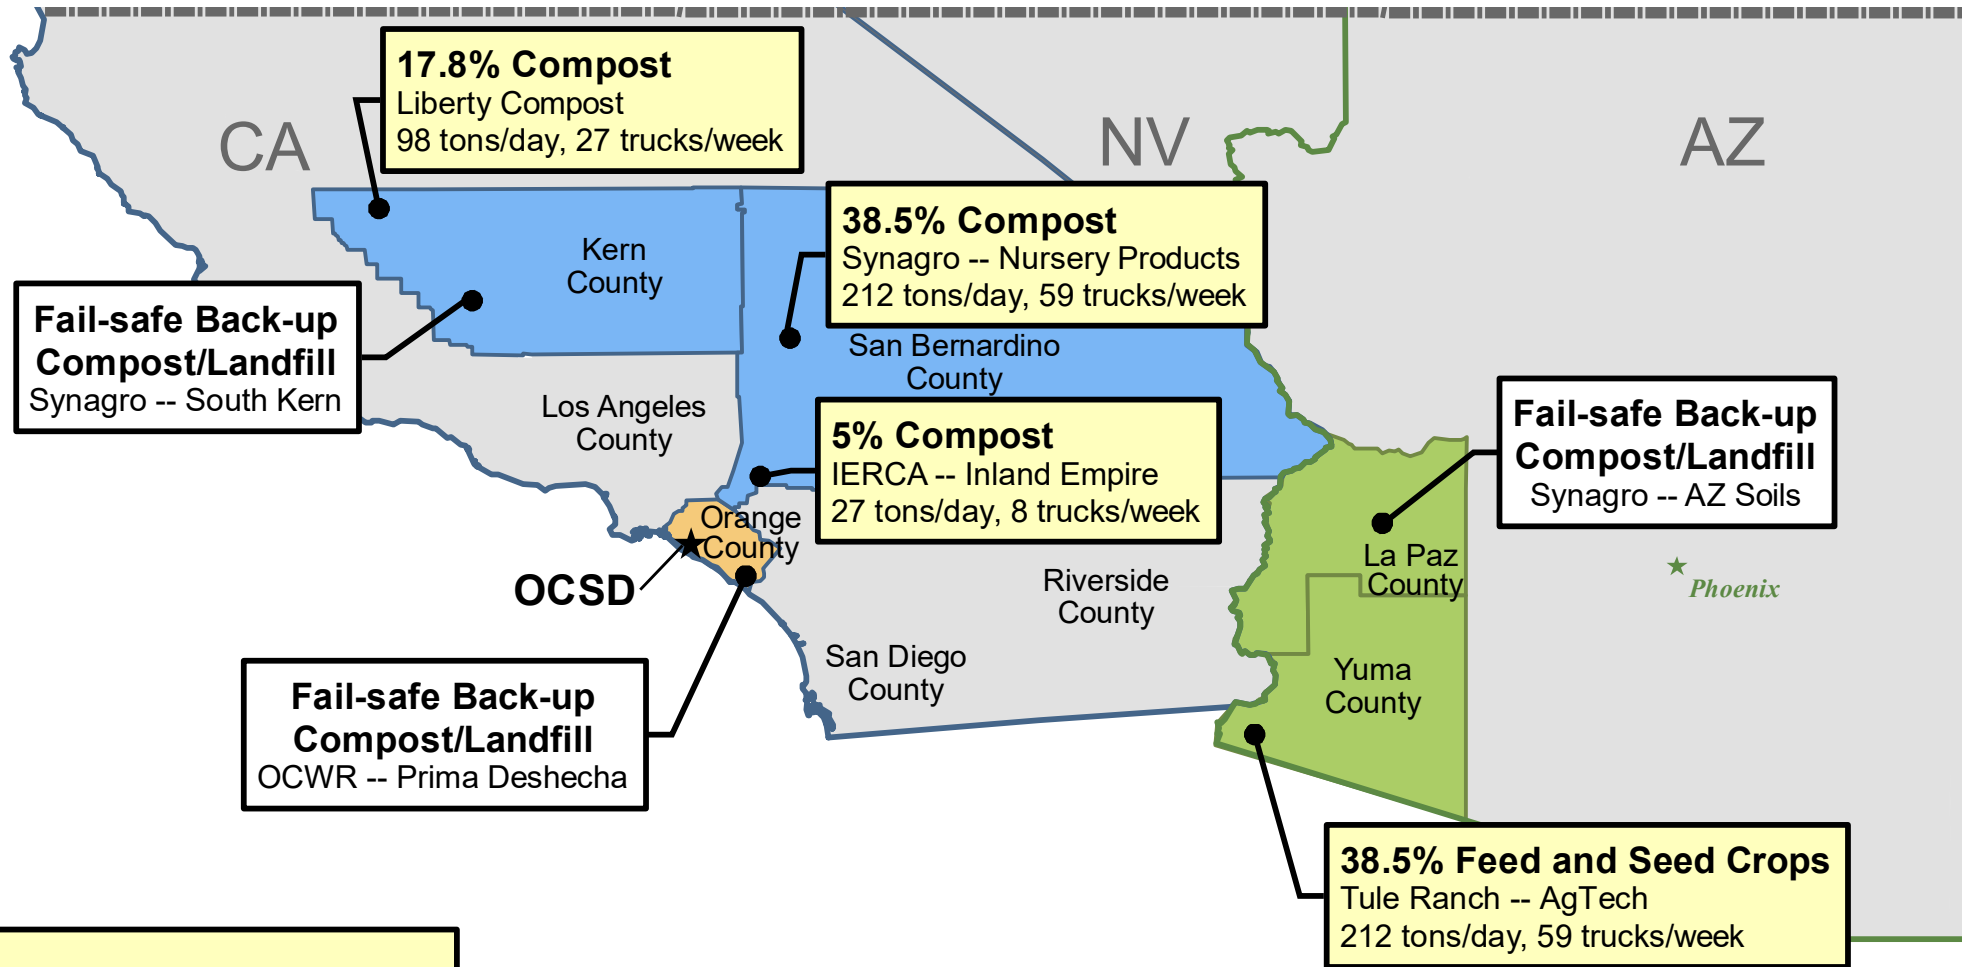 17.8% Compost
Liberty Compost
98 tons/day, 27 trucks/week
CA
NV
AZ
38.5% Compost
Synagro -- Nursery Products
212 tons/day, 59 trucks/week
Kern
County
Fail-safe Back-up
Compost/Landfill
Synagro -- South Kern
San Bernardino
County
Los Angeles
County
5% Compost
IERCA -- Inland Empire
27 tons/day, 8 trucks/week
Fail-safe Back-up
Compost/Landfill
Synagro -- AZ Soils
Orange
County
OCSD
La Paz
County
Phoenix
Riverside
County
San Diego
County
Yuma
County
Fail-safe Back-up
Compost/Landfill
OCWR -- Prima Deshecha
38.5% Feed and Seed Crops
Tule Ranch -- AgTech
212 tons/day, 59 trucks/week